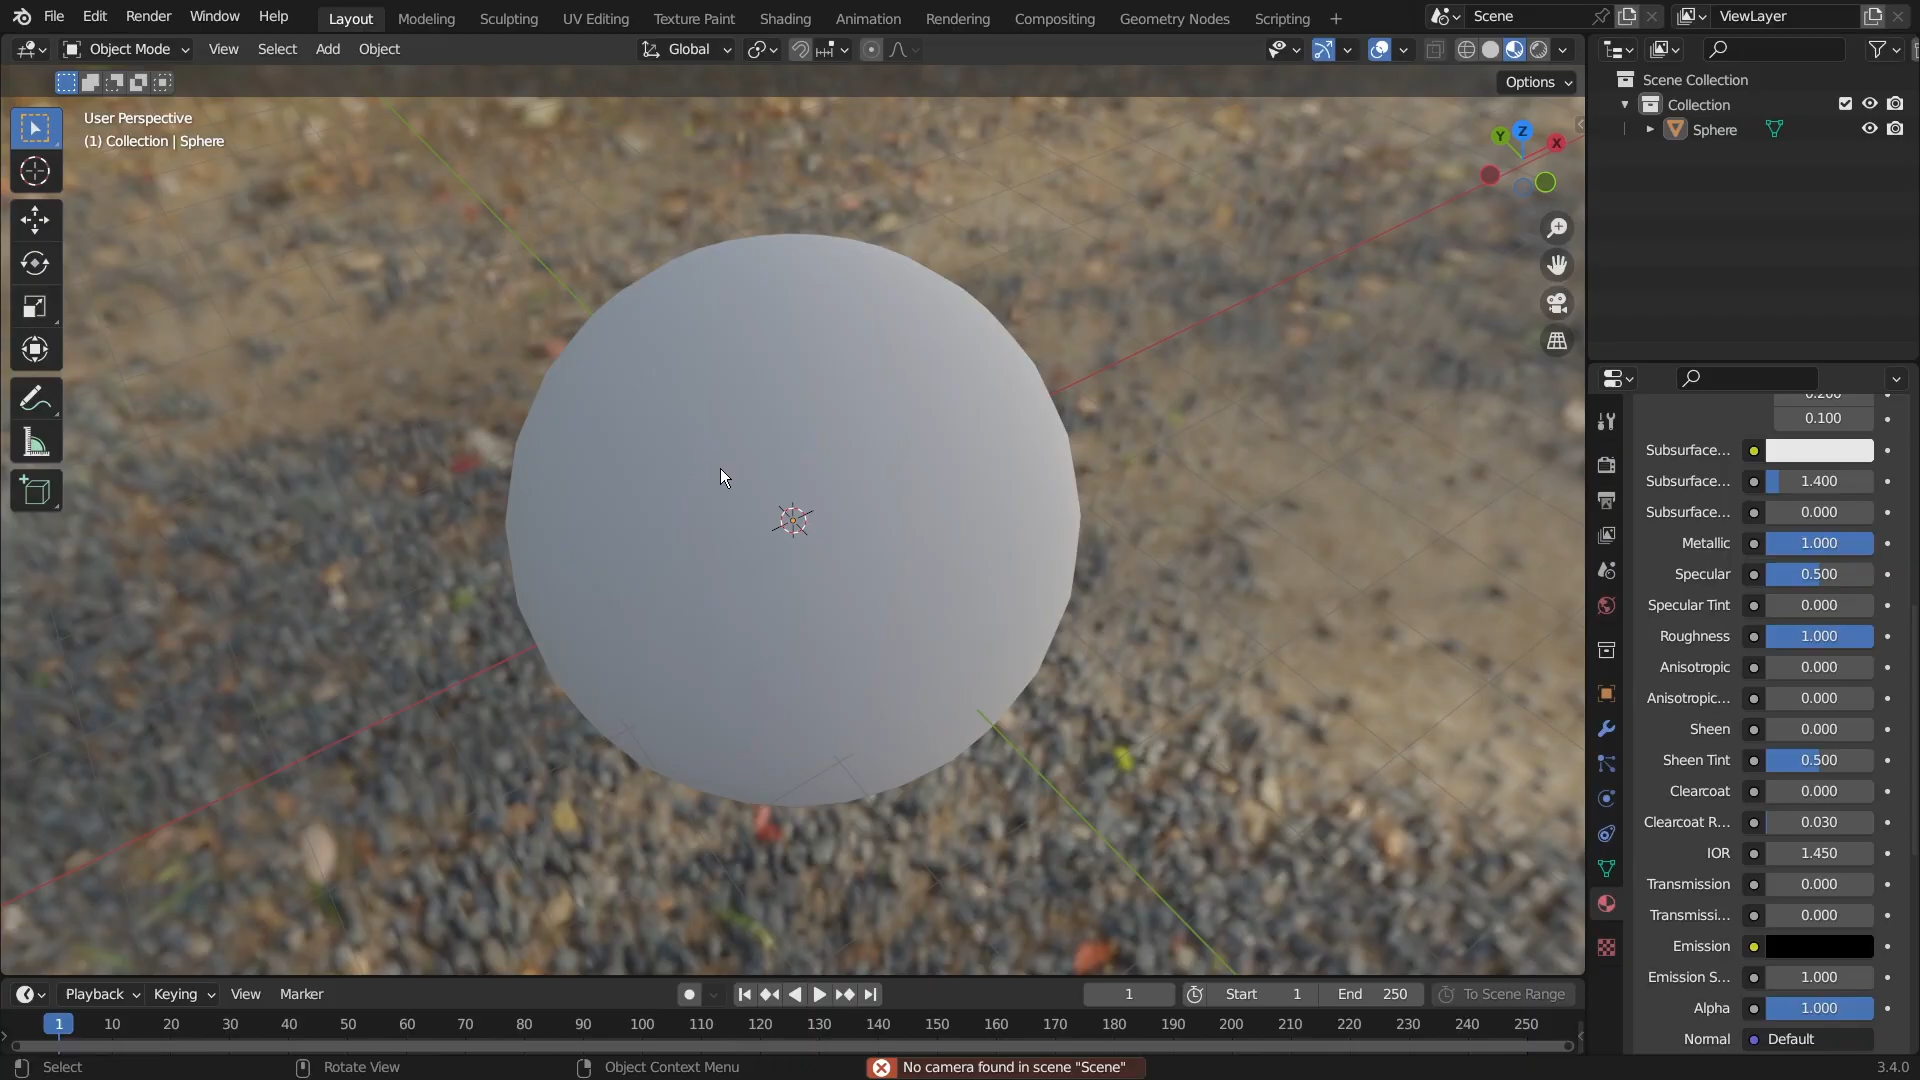 File Edit Render Window Help Layout Modeling Sculpting UV Editing Texture Paint Shading Animation Rendering Compositing Geometry Nodes Scripting + Scene ViewLayer
Object Mode View Select Add Object Global
Options
User Perspective
(1) Collection | Sphere
Y Z X
Scene Collection
Collection
Sphere
0.200
0.100
Subsurface...
Subsurface... 1.400
Subsurface... 0.000
Metallic 1.000
Specular 0.500
Specular Tint 0.000
Roughness 1.000
Anisotropic 0.000
Anisotropic... 0.000
Sheen 0.000
Sheen Tint 0.500
Clearcoat 0.000
Clearcoat R... 0.030
IOR 1.450
Transmission 0.000
Transmissi... 0.000
Emission
Emission S... 1.000
Alpha 1.000
Normal Default
Playback Keying View Marker 1 Start 1 End 250 To Scene Range
1 10 20 30 40 50 60 70 80 90 100 110 120 130 140 150 160 170 180 190 200 210 220 230 240 250
Select Rotate View Object Context Menu No camera found in scene "Scene" 3.4.0